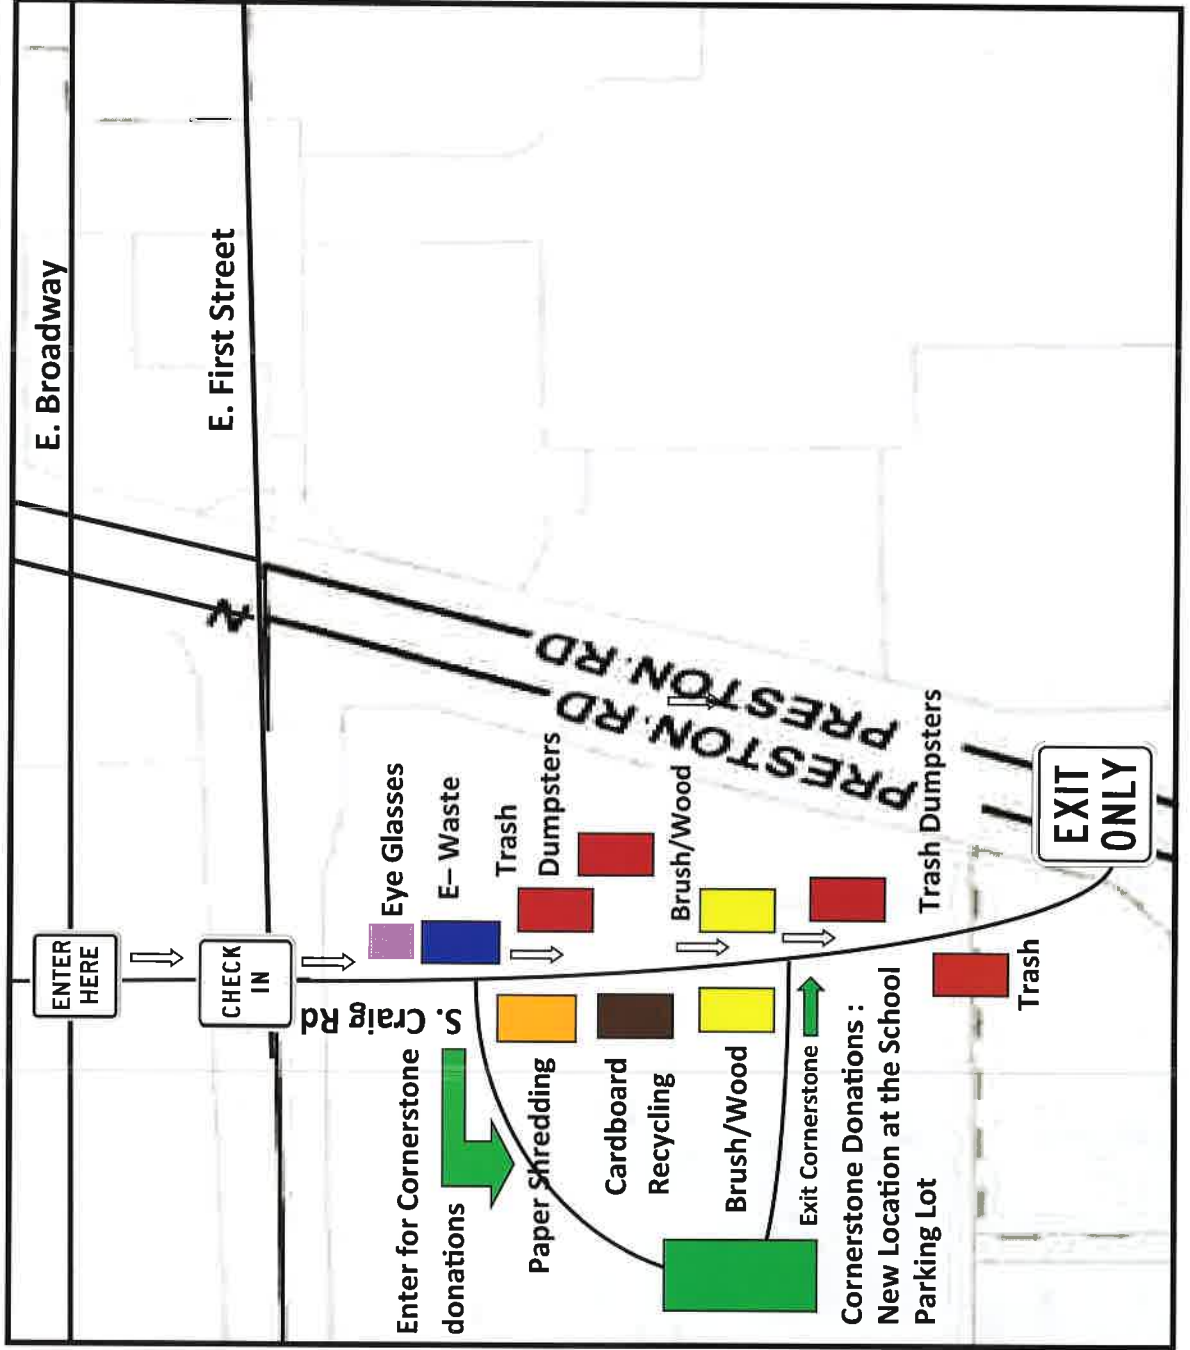 E. Broadway
E. First Street
ENTER
HERE
CHECK
IN
S. Craig Rd
N
PRESTON RD
PRESTON RD
Eye Glasses
E– Waste
Trash
Dumpsters
Brush/Wood
Trash Dumpsters
EXIT
ONLY
Enter for Cornerstone
donations
Paper Shredding
Cardboard
Recycling
Brush/Wood
Exit Cornerstone
Cornerstone Donations :
New Location at the School
Parking Lot
Trash